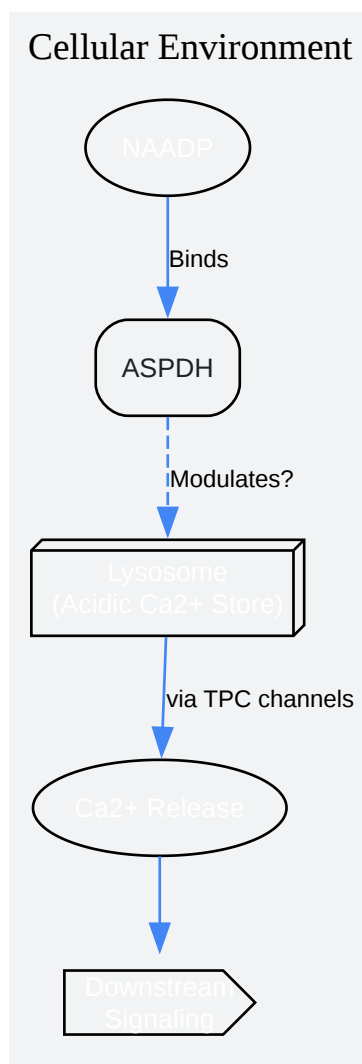 Cellular Environment
NAADP
Binds
ASPDH
Modulates?
Lysosome
(Acidic Ca2+ Store)
via TPC channels
Ca2+ Release
Downstream
Signaling